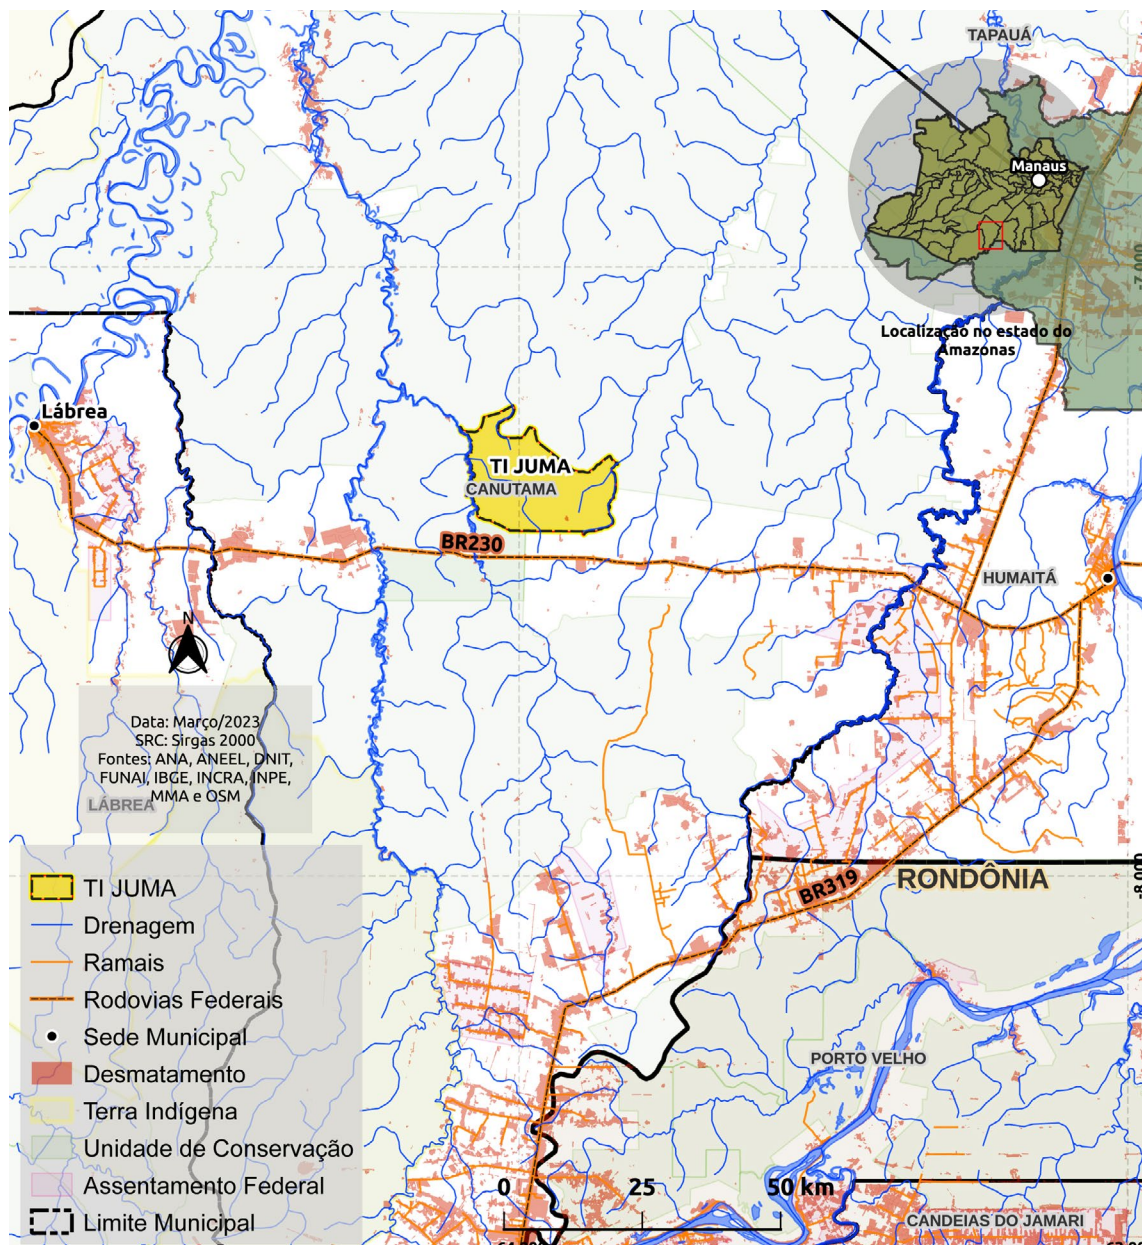 TAPAUÁ
Manaus
Localização no estado do
Amazonas
Lábrea
TI JUMA
CANUTAMA
BR230
HUMAITÁ
N
Data: Março/2023
SRC: Sirgas 2000
Fontes: ANA, ANEEL, DNIT,
FUNAI, IBGE, INCRA, INPE,
MMA e OSM
LÁBREA
BR319
RONDÔNIA
TI JUMA
Drenagem
Ramais
Rodovias Federais
Sede Municipal
Desmatamento
Terra Indígena
Unidade de Conservação
Assentamento Federal
Limite Municipal
PORTO VELHO
0 25 50 km
CANDEIAS DO JAMARI